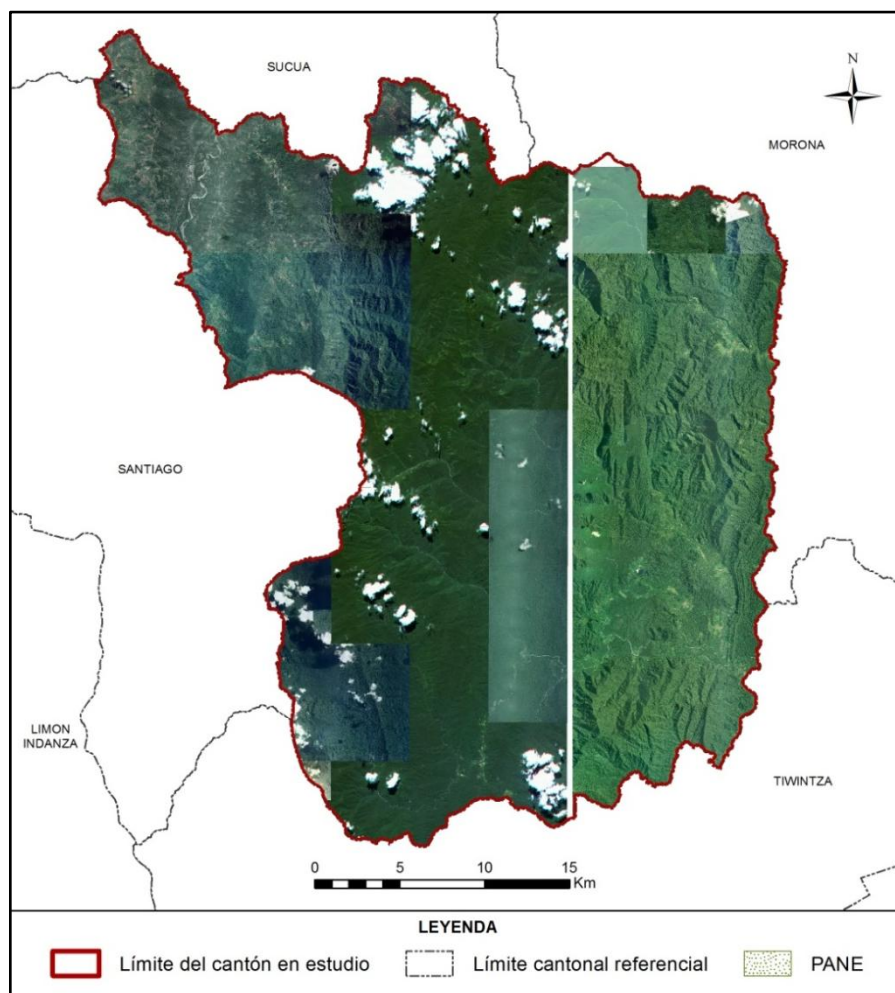 SUCUA
N
MORONA
SANTIAGO
LIMON
INDANZA
TIWINTZA
0 5 10 15
Km
LEYENDA
Límite del cantón en estudio Límite cantonal referencial PANE